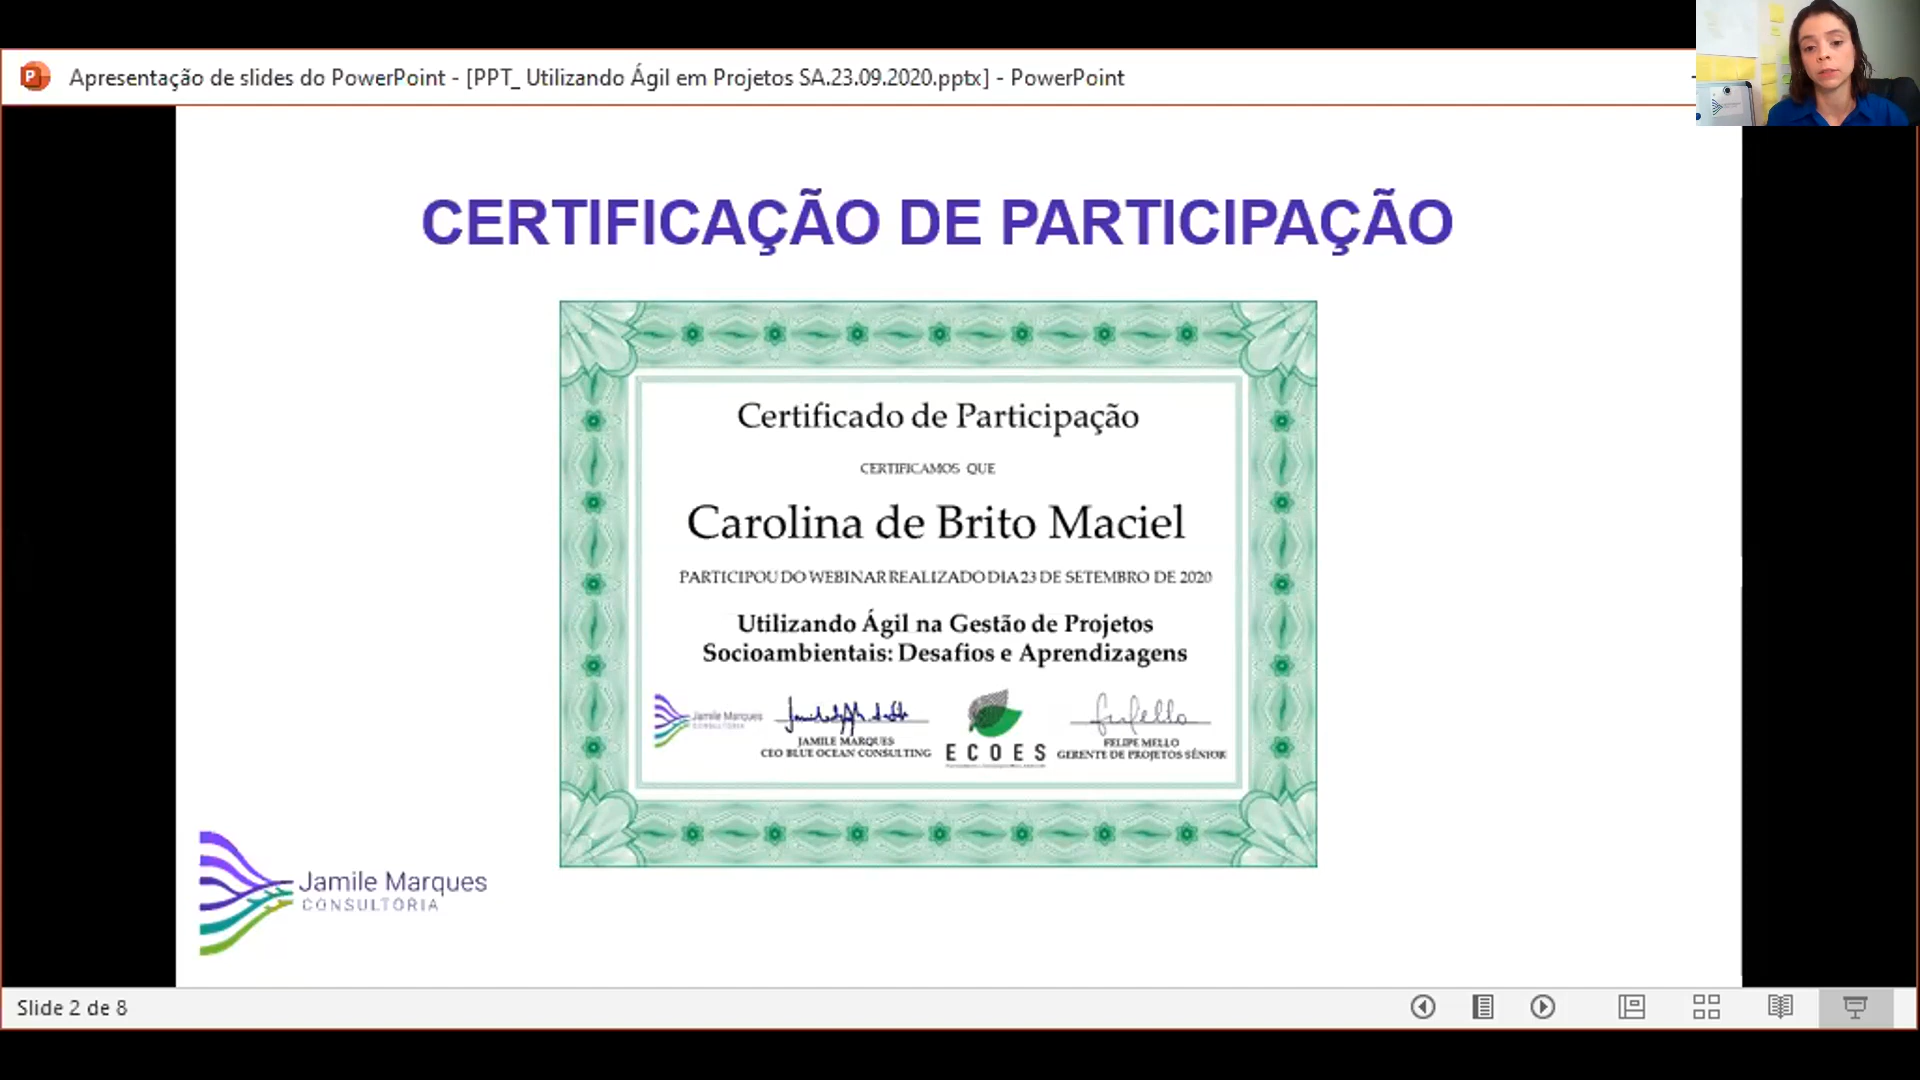 Apresentação de slides do PowerPoint - [PPT_ Utilizando Ágil em Projetos SA.23.09.2020.pptx] - PowerPoint
CERTIFICAÇÃO DE PARTICIPAÇÃO
Certificado de Participação
CERTIFICAMOS QUE
Carolina de Brito Maciel
PARTICIPOU DO WEBINAR REALIZADO DIA 23 DE SETEMBRO DE 2020
Utilizando Ágil na Gestão de Projetos
Socioambientais: Desafios e Aprendizagens
Jamile Marques
CONSULTORIA
JAMILE MARQUES
CEO BLUE OCEAN CONSULTING
ECOES
FELIPE MELLO
GERENTE DE PROJETOS SÊNIOR
Jamile Marques
CONSULTORIA
Slide 2 de 8